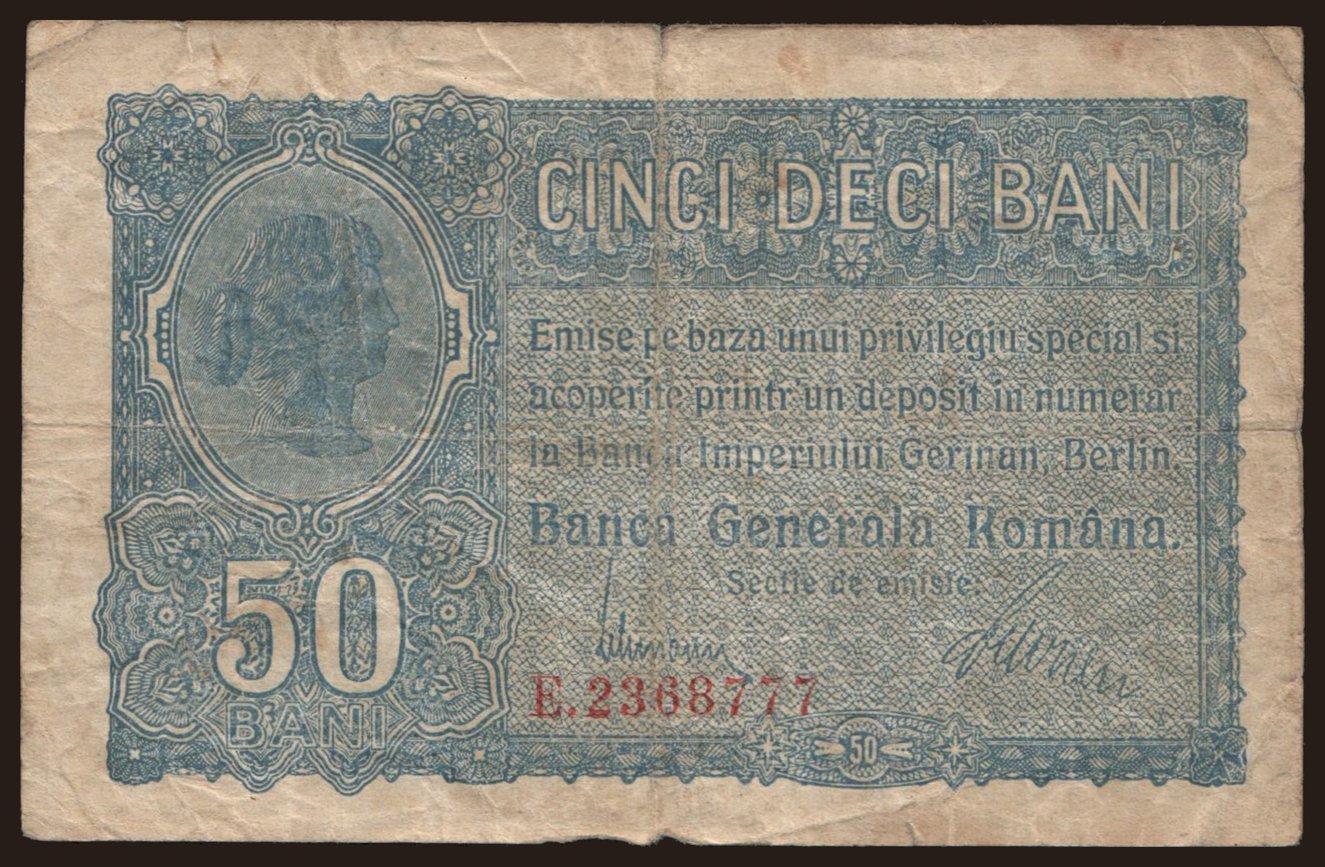 CINCI DECI BANI
Emise pe baza unui privilegiu special si
acoperite printr'un deposit in numerar
la Banca Imperiului German, Berlin.
Banca Generala Româna.
Sectie de emisie:
E.2368777
50
BANI
50